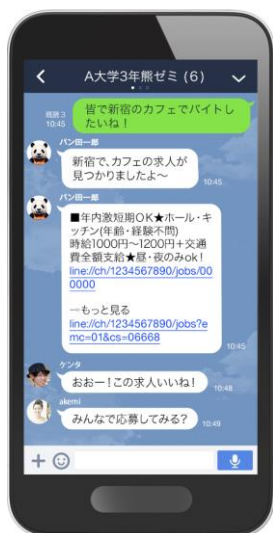 A大学3年熊ゼミ(6)
皆で新宿のカフェでバイトし
たいね！
既読3
10:45
パン田一郎
新宿で、カフェの求人が
見つかりましたよ～
10:45
パン田一郎
■年内激短期OK★ホール・キ
ッチン(年齢・経験不問)
時給1000円～1200円＋交通
費全額支給★昼・夜のみok！
line://ch/1234567890/jobs/00
0000
→もっと見る
line://ch/1234567890/jobs?e
mc=01&cs=06668
10:45
ケンタ
おおー！この求人いいね！
10:48
akemi
みんなで応募してみる？
10:49